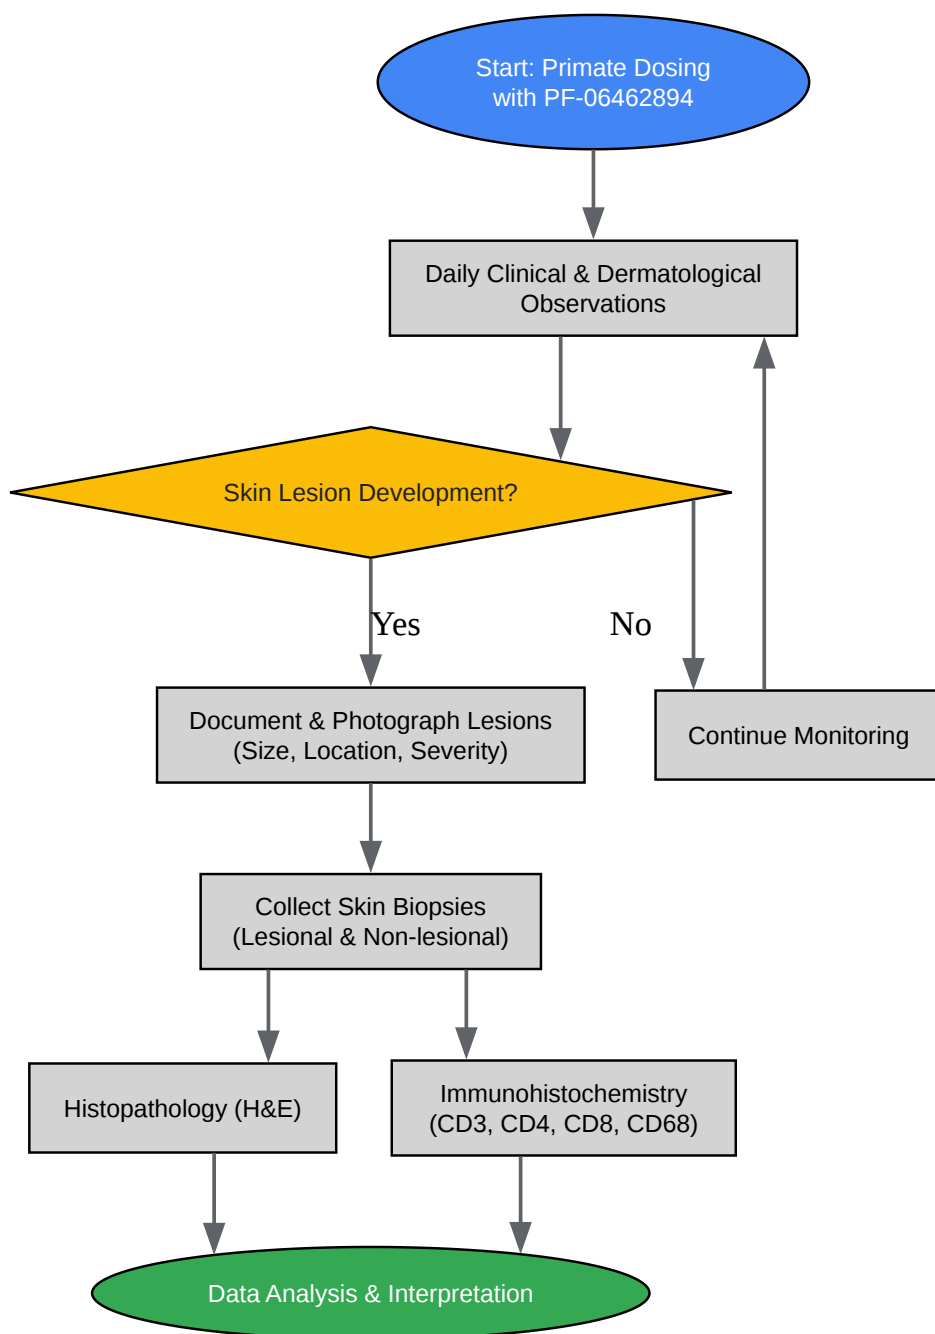 Start: Primate Dosing
with PF-06462894
Daily Clinical & Dermatological
Observations
Skin Lesion Development?
Yes
No
Document & Photograph Lesions
(Size, Location, Severity)
Continue Monitoring
Collect Skin Biopsies
(Lesional & Non-lesional)
Histopathology (H&E)
Immunohistochemistry
(CD3, CD4, CD8, CD68)
Data Analysis & Interpretation